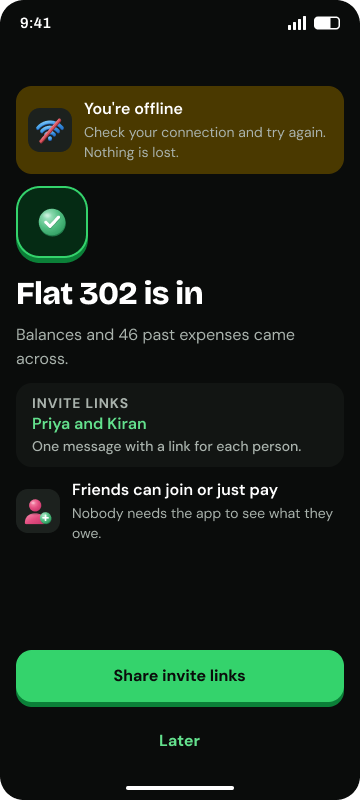 9:41
You're offline
Check your connection and try again.
Nothing is lost.
Flat 302 is in
Balances and 46 past expenses came
across.
INVITE LINKS
Priya and Kiran
One message with a link for each person.
Friends can join or just pay
Nobody needs the app to see what they
owe.
Share invite links
Later